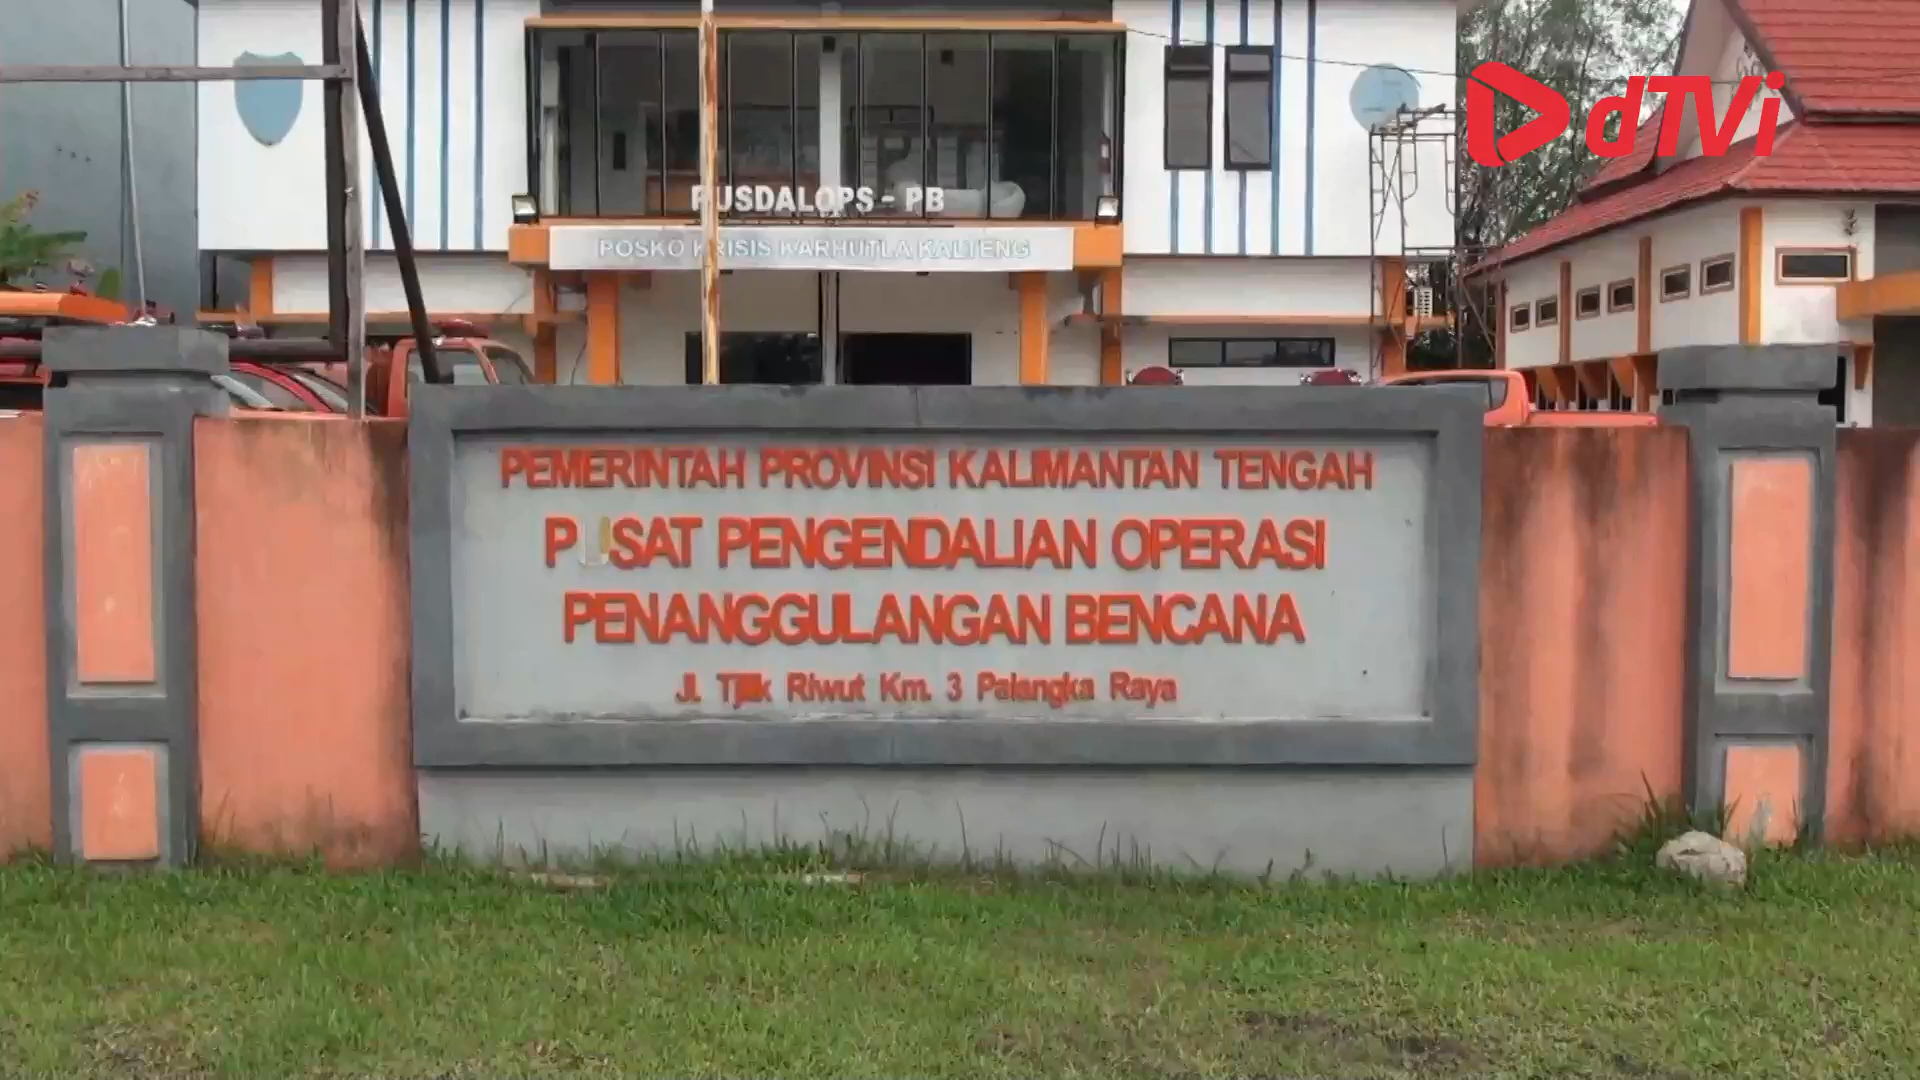 dTVi
PUSDALOPS - PB
POSKO KRISIS KARHUTLA KALTENG
PEMERINTAH PROVINSI KALIMANTAN TENGAH
PUSAT PENGENDALIAN OPERASI
PENANGGULANGAN BENCANA
Jl. Tjilik Riwut Km. 3 Palangka Raya